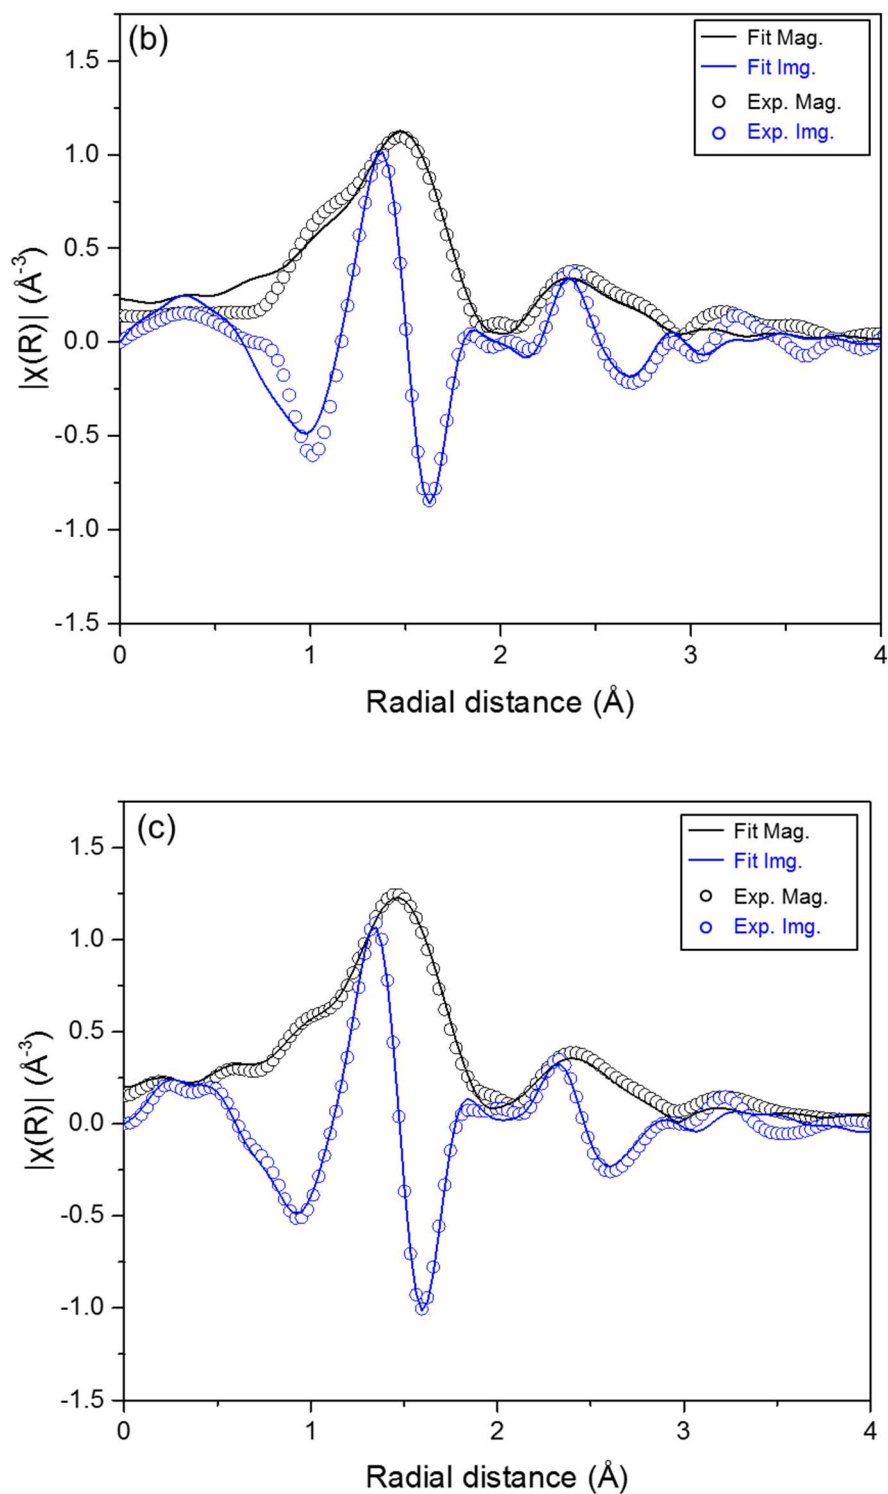 (b)
Fit Mag.
Fit Img.
Exp. Mag.
Exp. Img.
1.5
1.0
0.5
0.0
-0.5
-1.0
-1.5
|χ(R)| (Å⁻³)
0 1 2 3 4
Radial distance (Å)
(c)
Fit Mag.
Fit Img.
Exp. Mag.
Exp. Img.
1.5
1.0
0.5
0.0
-0.5
-1.0
-1.5
|χ(R)| (Å⁻³)
0 1 2 3 4
Radial distance (Å)